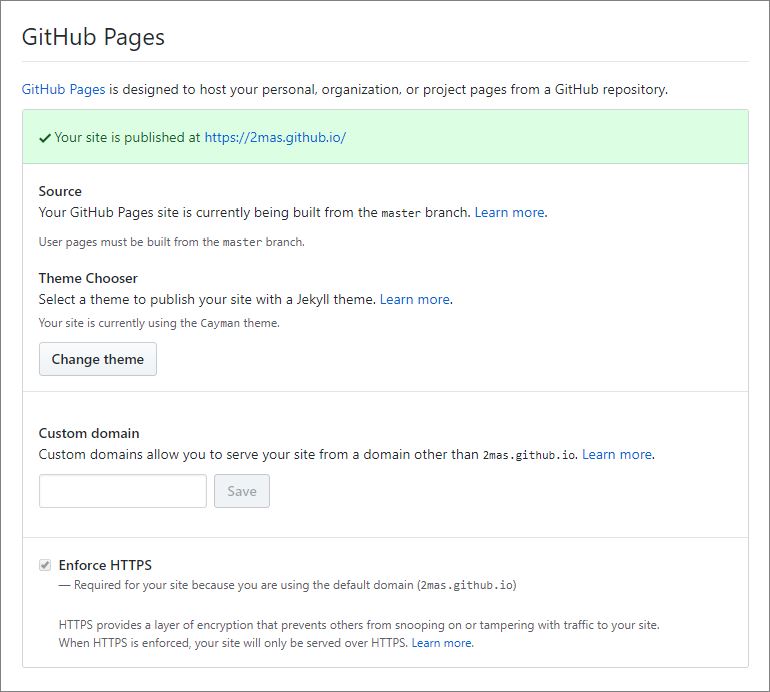 GitHub Pages
GitHub Pages is designed to host your personal, organization, or project pages from a GitHub repository.
Your site is published at https://2mas.github.io/
Source
Your GitHub Pages site is currently being built from the master branch. Learn more.
User pages must be built from the master branch.
Theme Chooser
Select a theme to publish your site with a Jekyll theme. Learn more.
Your site is currently using the Cayman theme.
Change theme
Custom domain
Custom domains allow you to serve your site from a domain other than 2mas.github.io. Learn more.
Save
Enforce HTTPS
— Required for your site because you are using the default domain (2mas.github.io)
HTTPS provides a layer of encryption that prevents others from snooping on or tampering with traffic to your site.
When HTTPS is enforced, your site will only be served over HTTPS. Learn more.